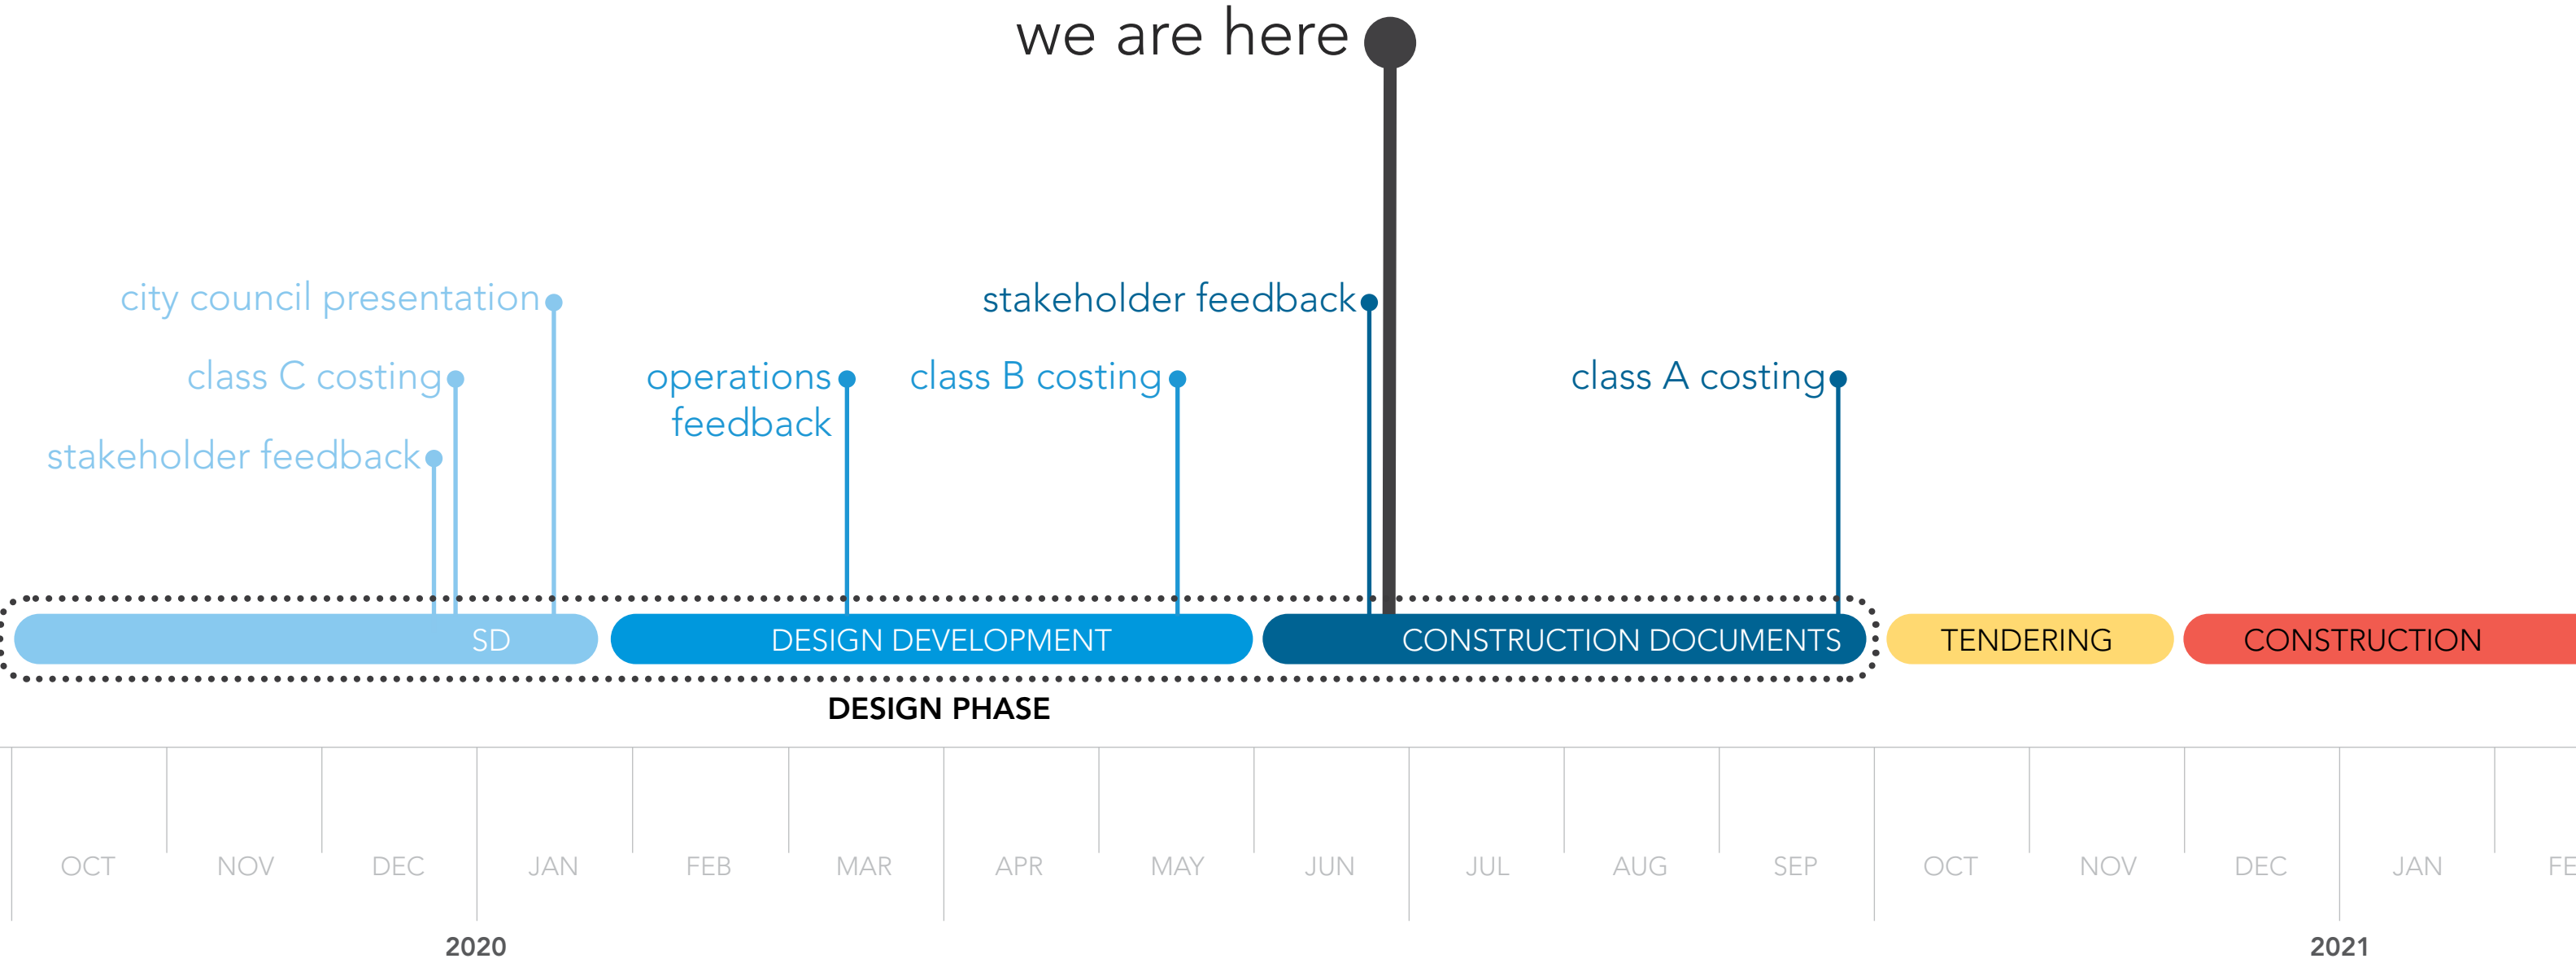 we are here
city council presentation
stakeholder feedback
class C costing
operations
feedback
class B costing
class A costing
stakeholder feedback
SD
DESIGN DEVELOPMENT
CONSTRUCTION DOCUMENTS
TENDERING
CONSTRUCTION
DESIGN PHASE
OCT
NOV
DEC
JAN
FEB
MAR
APR
MAY
JUN
JUL
AUG
SEP
OCT
NOV
DEC
JAN
FE
2020
2021